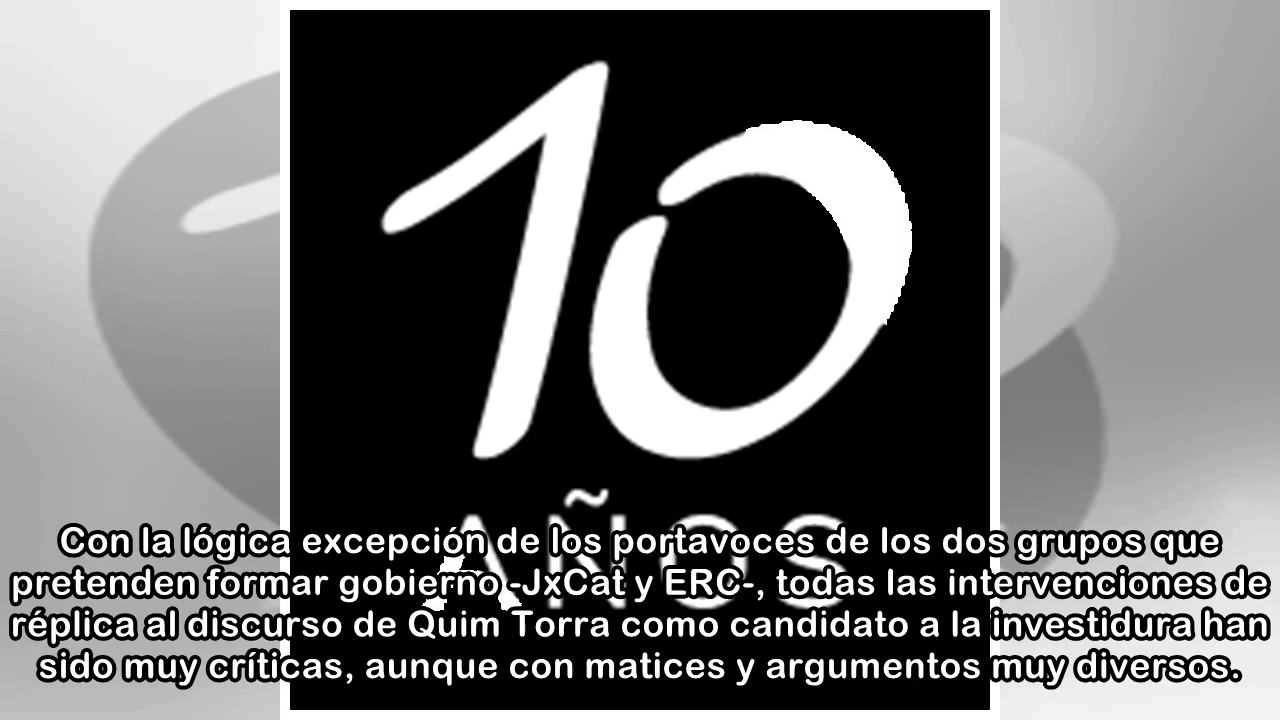 10
AÑOS
Con la lógica excepción de los portavoces de los dos grupos que
pretenden formar gobierno -JxCat y ERC-, todas las intervenciones de
réplica al discurso de Quim Torra como candidato a la investidura han
sido muy críticas, aunque con matices y argumentos muy diversos.